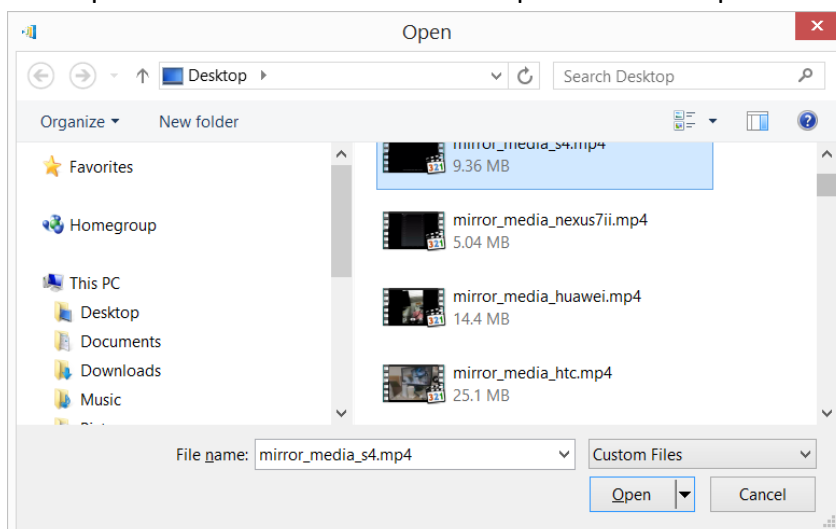 Open
Desktop
Search Desktop
Organize
New folder
Favorites
Homegroup
This PC
Desktop
Documents
Downloads
Music
mirror_media_s4.mp4
9.36 MB
mirror_media_nexus7ii.mp4
5.04 MB
mirror_media_huawei.mp4
14.4 MB
mirror_media_htc.mp4
25.1 MB
File name: mirror_media_s4.mp4
Custom Files
Open
Cancel